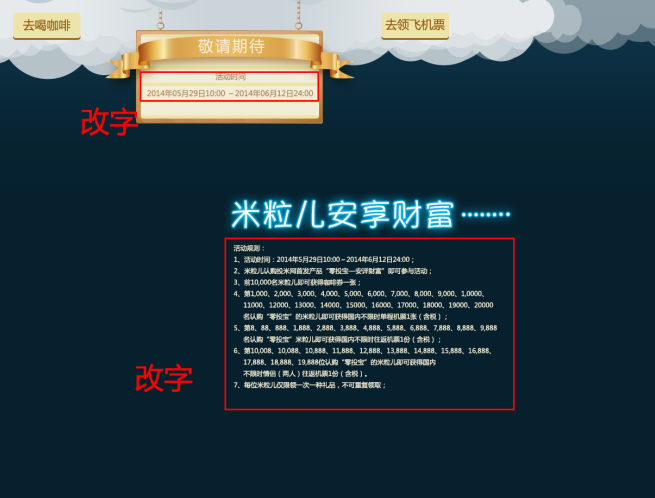 去喝咖啡
去领飞机票
敬请期待
活动时间
2014年05月29日10:00 ~ 2014年06月12日24:00
改字
米粒儿安享财富········
活动规则：
1、活动时间：2014年5月29日10:00～2014年6月12日24:00；
2、米粒儿认购投米网首发产品“零投宝—安详财富”即可参与活动；
3、前10,000名米粒儿即可获得咖啡券一张；
4、第1,000、2,000、3,000、4,000、5,000、6,000、7,000、8,000、9,000、1,0000、
11000、12000、13000、14000、15000、16000、17000、18000、19000、20000
名认购“零投宝”的米粒儿即可获得国内不限时单程机票1张（含税）；
5、第8、88、888、1,888、2,888、3,888、4,888、5,888、6,888、7,888、8,888、9,888
名认购“零投宝”米粒儿即可获得国内不限时往返机票1份（含税）；
6、第10,008、10,088、10,888、11,888、12,888、13,888、14,888、15,888、16,888、
17,888、18,888、19,888位认购“零投宝”的米粒儿即可获得国内
不限时情侣（两人）往返机票1份（含税）。
改字
7、每位米粒儿仅限领一次一种礼品，不可重复领取；